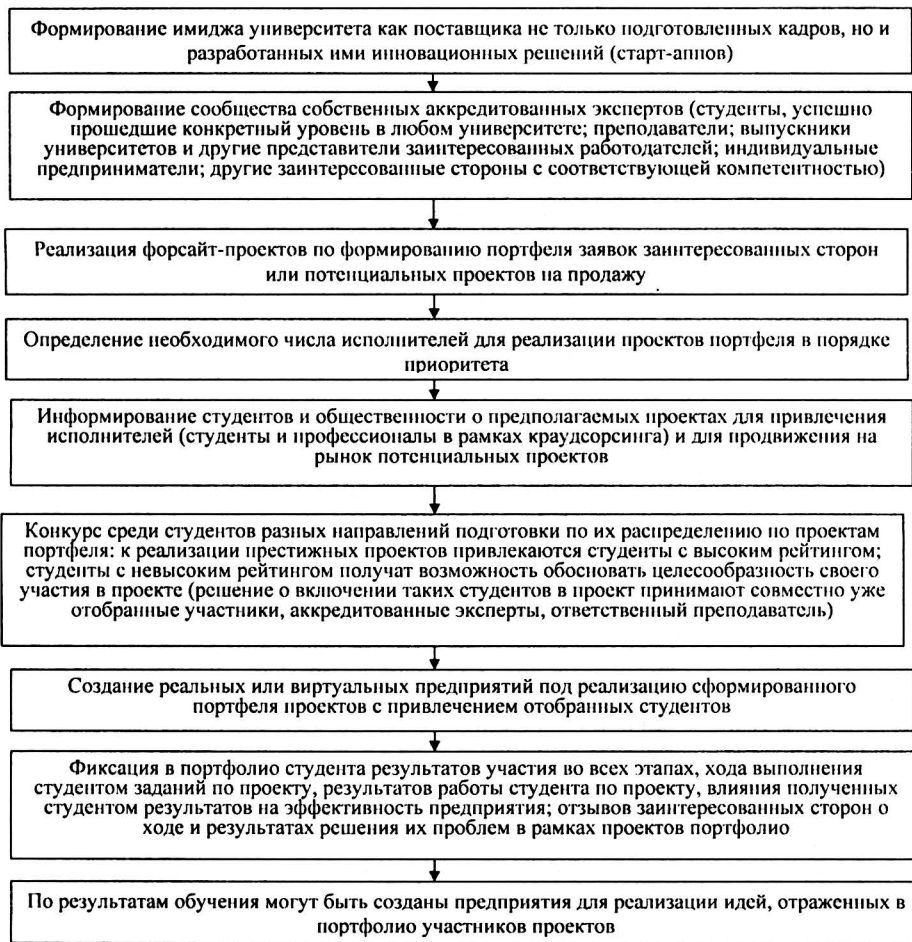 Формирование имиджа университета как поставщика не только подготовленных кадров, но и
разработанных ими инновационных решений (старт-аппов)
Формирование сообщества собственных аккредитованных экспертов (студенты, успешно
прошедшие конкретный уровень в любом университете; преподаватели; выпускники
университетов и другие представители заинтересованных работодателей; индивидуальные
предприниматели; другие заинтересованные стороны с соответствующей компетентностью)
Реализация форсайт-проектов по формированию портфеля заявок заинтересованных сторон
или потенциальных проектов на продажу
Определение необходимого числа исполнителей для реализации проектов портфеля в порядке
приоритета
Информирование студентов и общественности о предполагаемых проектах для привлечения
исполнителей (студенты и профессионалы в рамках краудсорсинга) и для продвижения на
рынок потенциальных проектов
Конкурс среди студентов разных направлений подготовки по их распределению по проектам
портфеля: к реализации престижных проектов привлекаются студенты с высоким рейтингом;
студенты с невысоким рейтингом получат возможность обосновать целесообразность своего
участия в проекте (решение о включении таких студентов в проект принимают совместно уже
отобранные участники, аккредитованные эксперты, ответственный преподаватель)
Создание реальных или виртуальных предприятий под реализацию сформированного
портфеля проектов с привлечением отобранных студентов
Фиксация в портфолио студента результатов участия во всех этапах, хода выполнения
студентом заданий по проекту, результатов работы студента по проекту, влияния полученных
студентом результатов на эффективность предприятия; отзывов заинтересованных сторон о
ходе и результатах решения их проблем в рамках проектов портфолио
По результатам обучения могут быть созданы предприятия для реализации идей, отраженных в
портфолио участников проектов